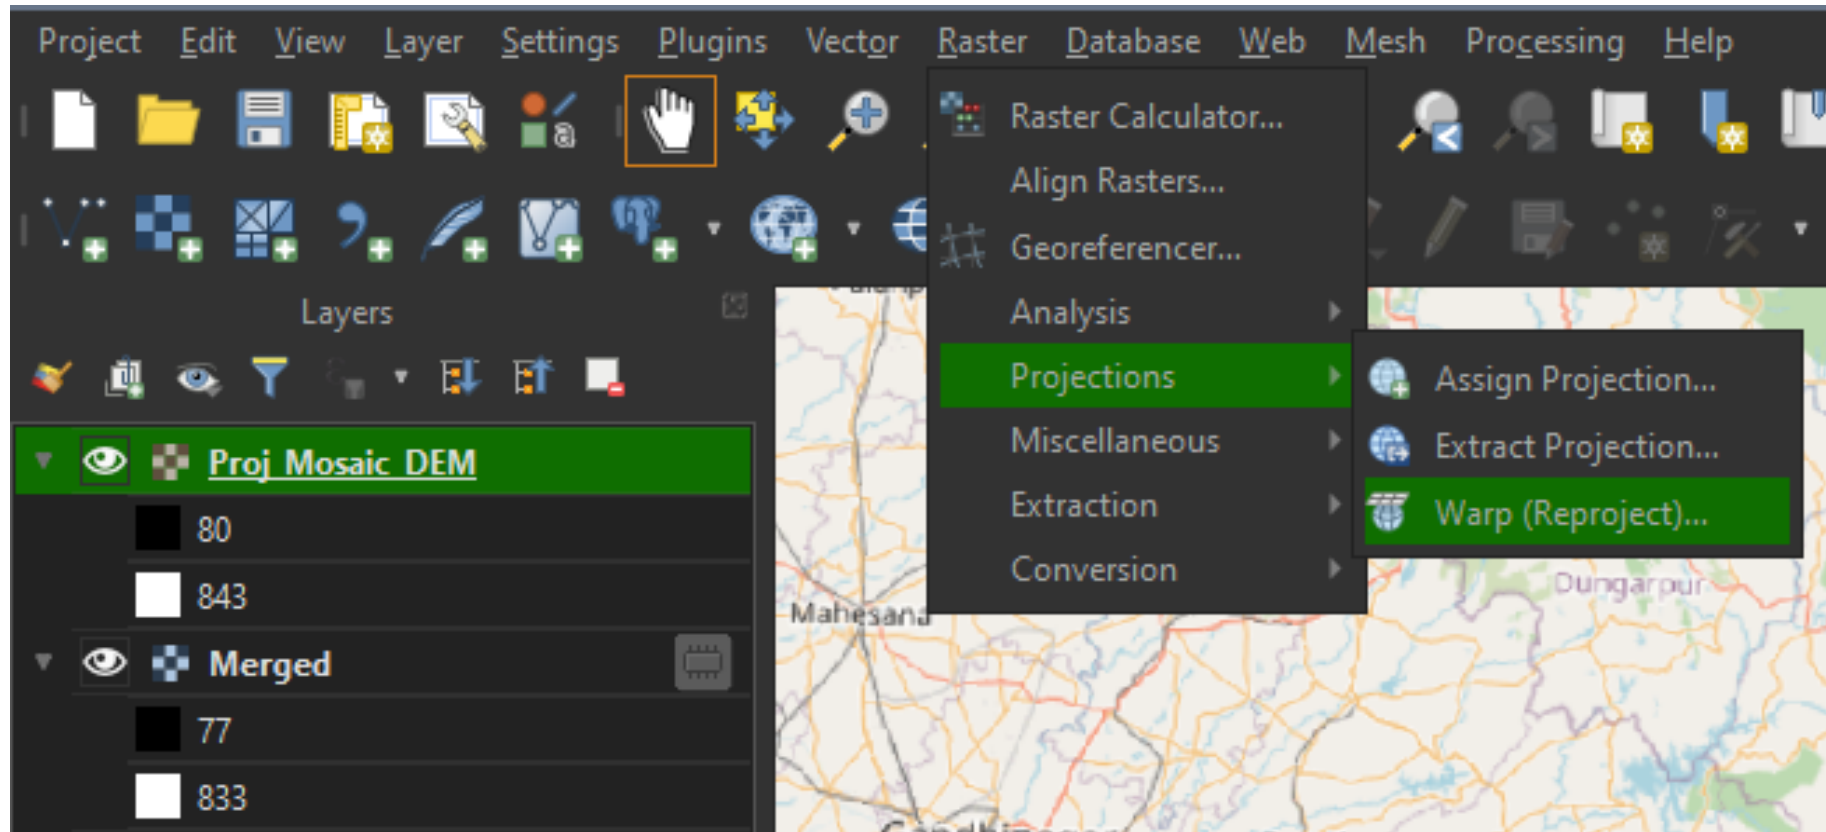 Project Edit View Layer Settings Plugins Vector Raster Database Web Mesh Processing Help
Raster Calculator...
Align Rasters...
Georeferencer...
Analysis
Projections
Miscellaneous
Extraction
Conversion
Assign Projection...
Extract Projection...
Warp (Reproject)...
Layers
Proj_Mosaic_DEM
80
843
Merged
77
833
Mahesana
Dungarpur